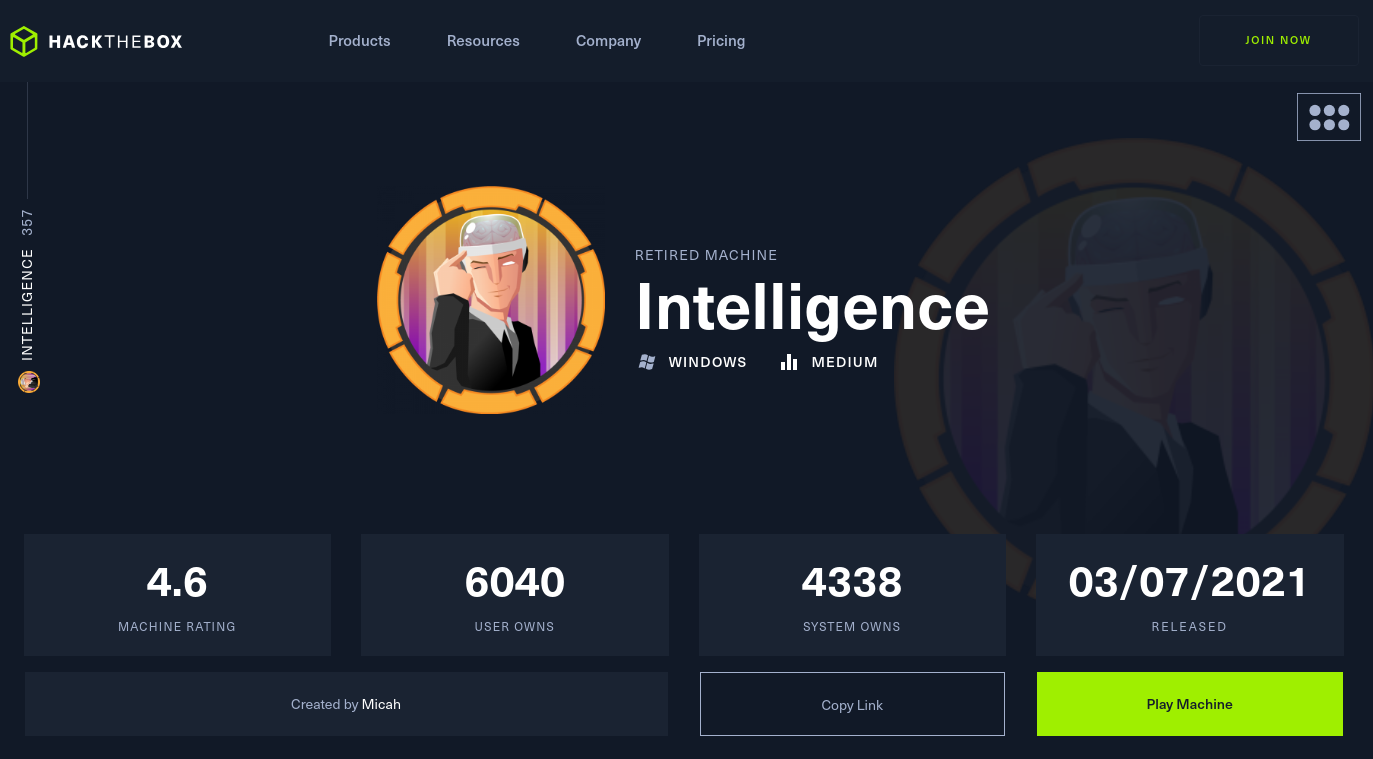 HACKTHEBOX
Products
Resources
Company
Pricing
JOIN NOW
INTELLIGENCE 357
RETIRED MACHINE
Intelligence
WINDOWS
MEDIUM
4.6
MACHINE RATING
6040
USER OWNS
4338
SYSTEM OWNS
03/07/2021
RELEASED
Created by Micah
Copy Link
Play Machine